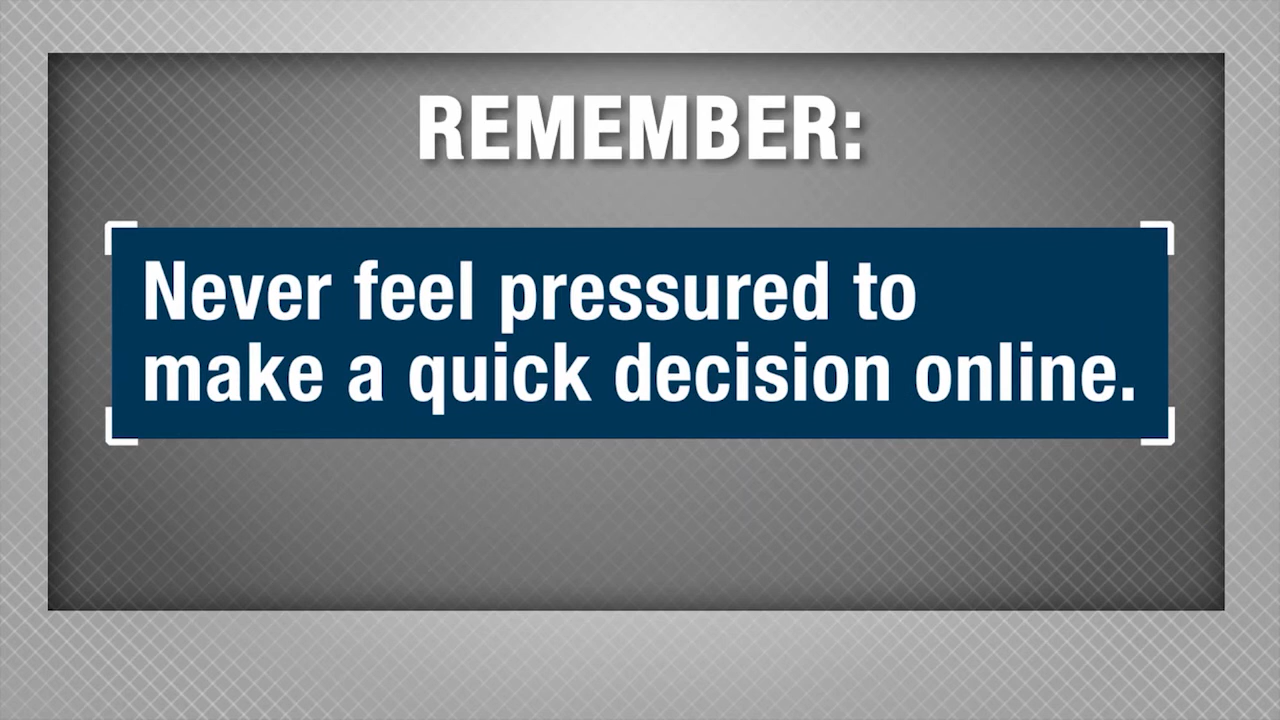 REMEMBER:
Never feel pressured to
make a quick decision online.